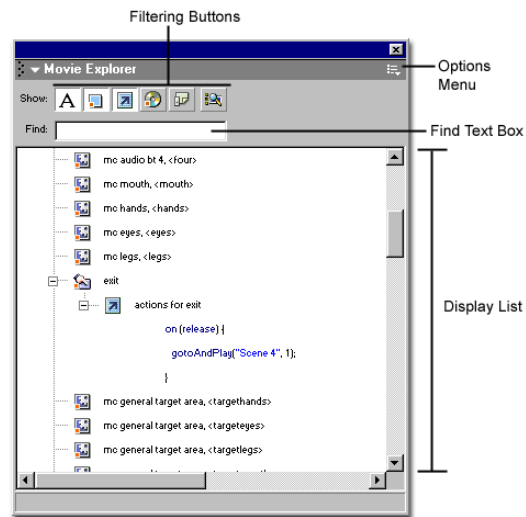 Filtering Buttons
Movie Explorer
Options
Menu
Show: A
Find:
Find Text Box
mc audio bt 4, <four>
mc mouth, <mouth>
mc hands, <hands>
mc eyes, <eyes>
mc legs, <legs>
exit
actions for exit
on (release) {
gotoAndPlay("Scene 4", 1);
}
Display List
mc general target area, <targethands>
mc general target area, <targeteyes>
mc general target area, <targetlegs>